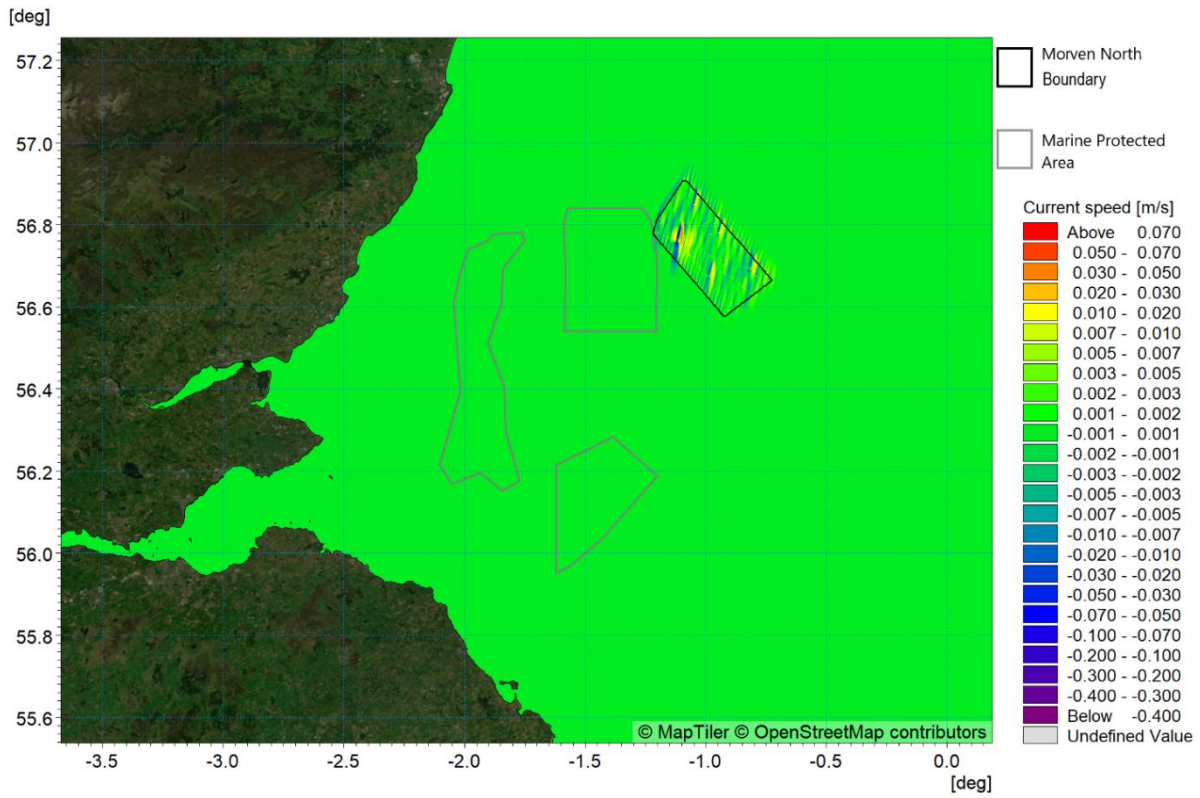 [deg]
57.2
57.0
56.8
56.6
56.4
56.2
56.0
55.8
55.6
-3.5
-3.0
-2.5
-2.0
-1.5
-1.0
-0.5
0.0
[deg]
© MapTiler © OpenStreetMap contributors
Morven North
Boundary
Marine Protected
Area
Current speed [m/s]
Above 0.070
0.050 - 0.070
0.030 - 0.050
0.020 - 0.030
0.010 - 0.020
0.007 - 0.010
0.005 - 0.007
0.003 - 0.005
0.002 - 0.003
0.001 - 0.002
-0.001 - 0.001
-0.002 - -0.001
-0.003 - -0.002
-0.005 - -0.003
-0.007 - -0.005
-0.010 - -0.007
-0.020 - -0.010
-0.030 - -0.020
-0.050 - -0.030
-0.070 - -0.050
-0.100 - -0.070
-0.200 - -0.100
-0.300 - -0.200
-0.400 - -0.300
Below -0.400
Undefined Value